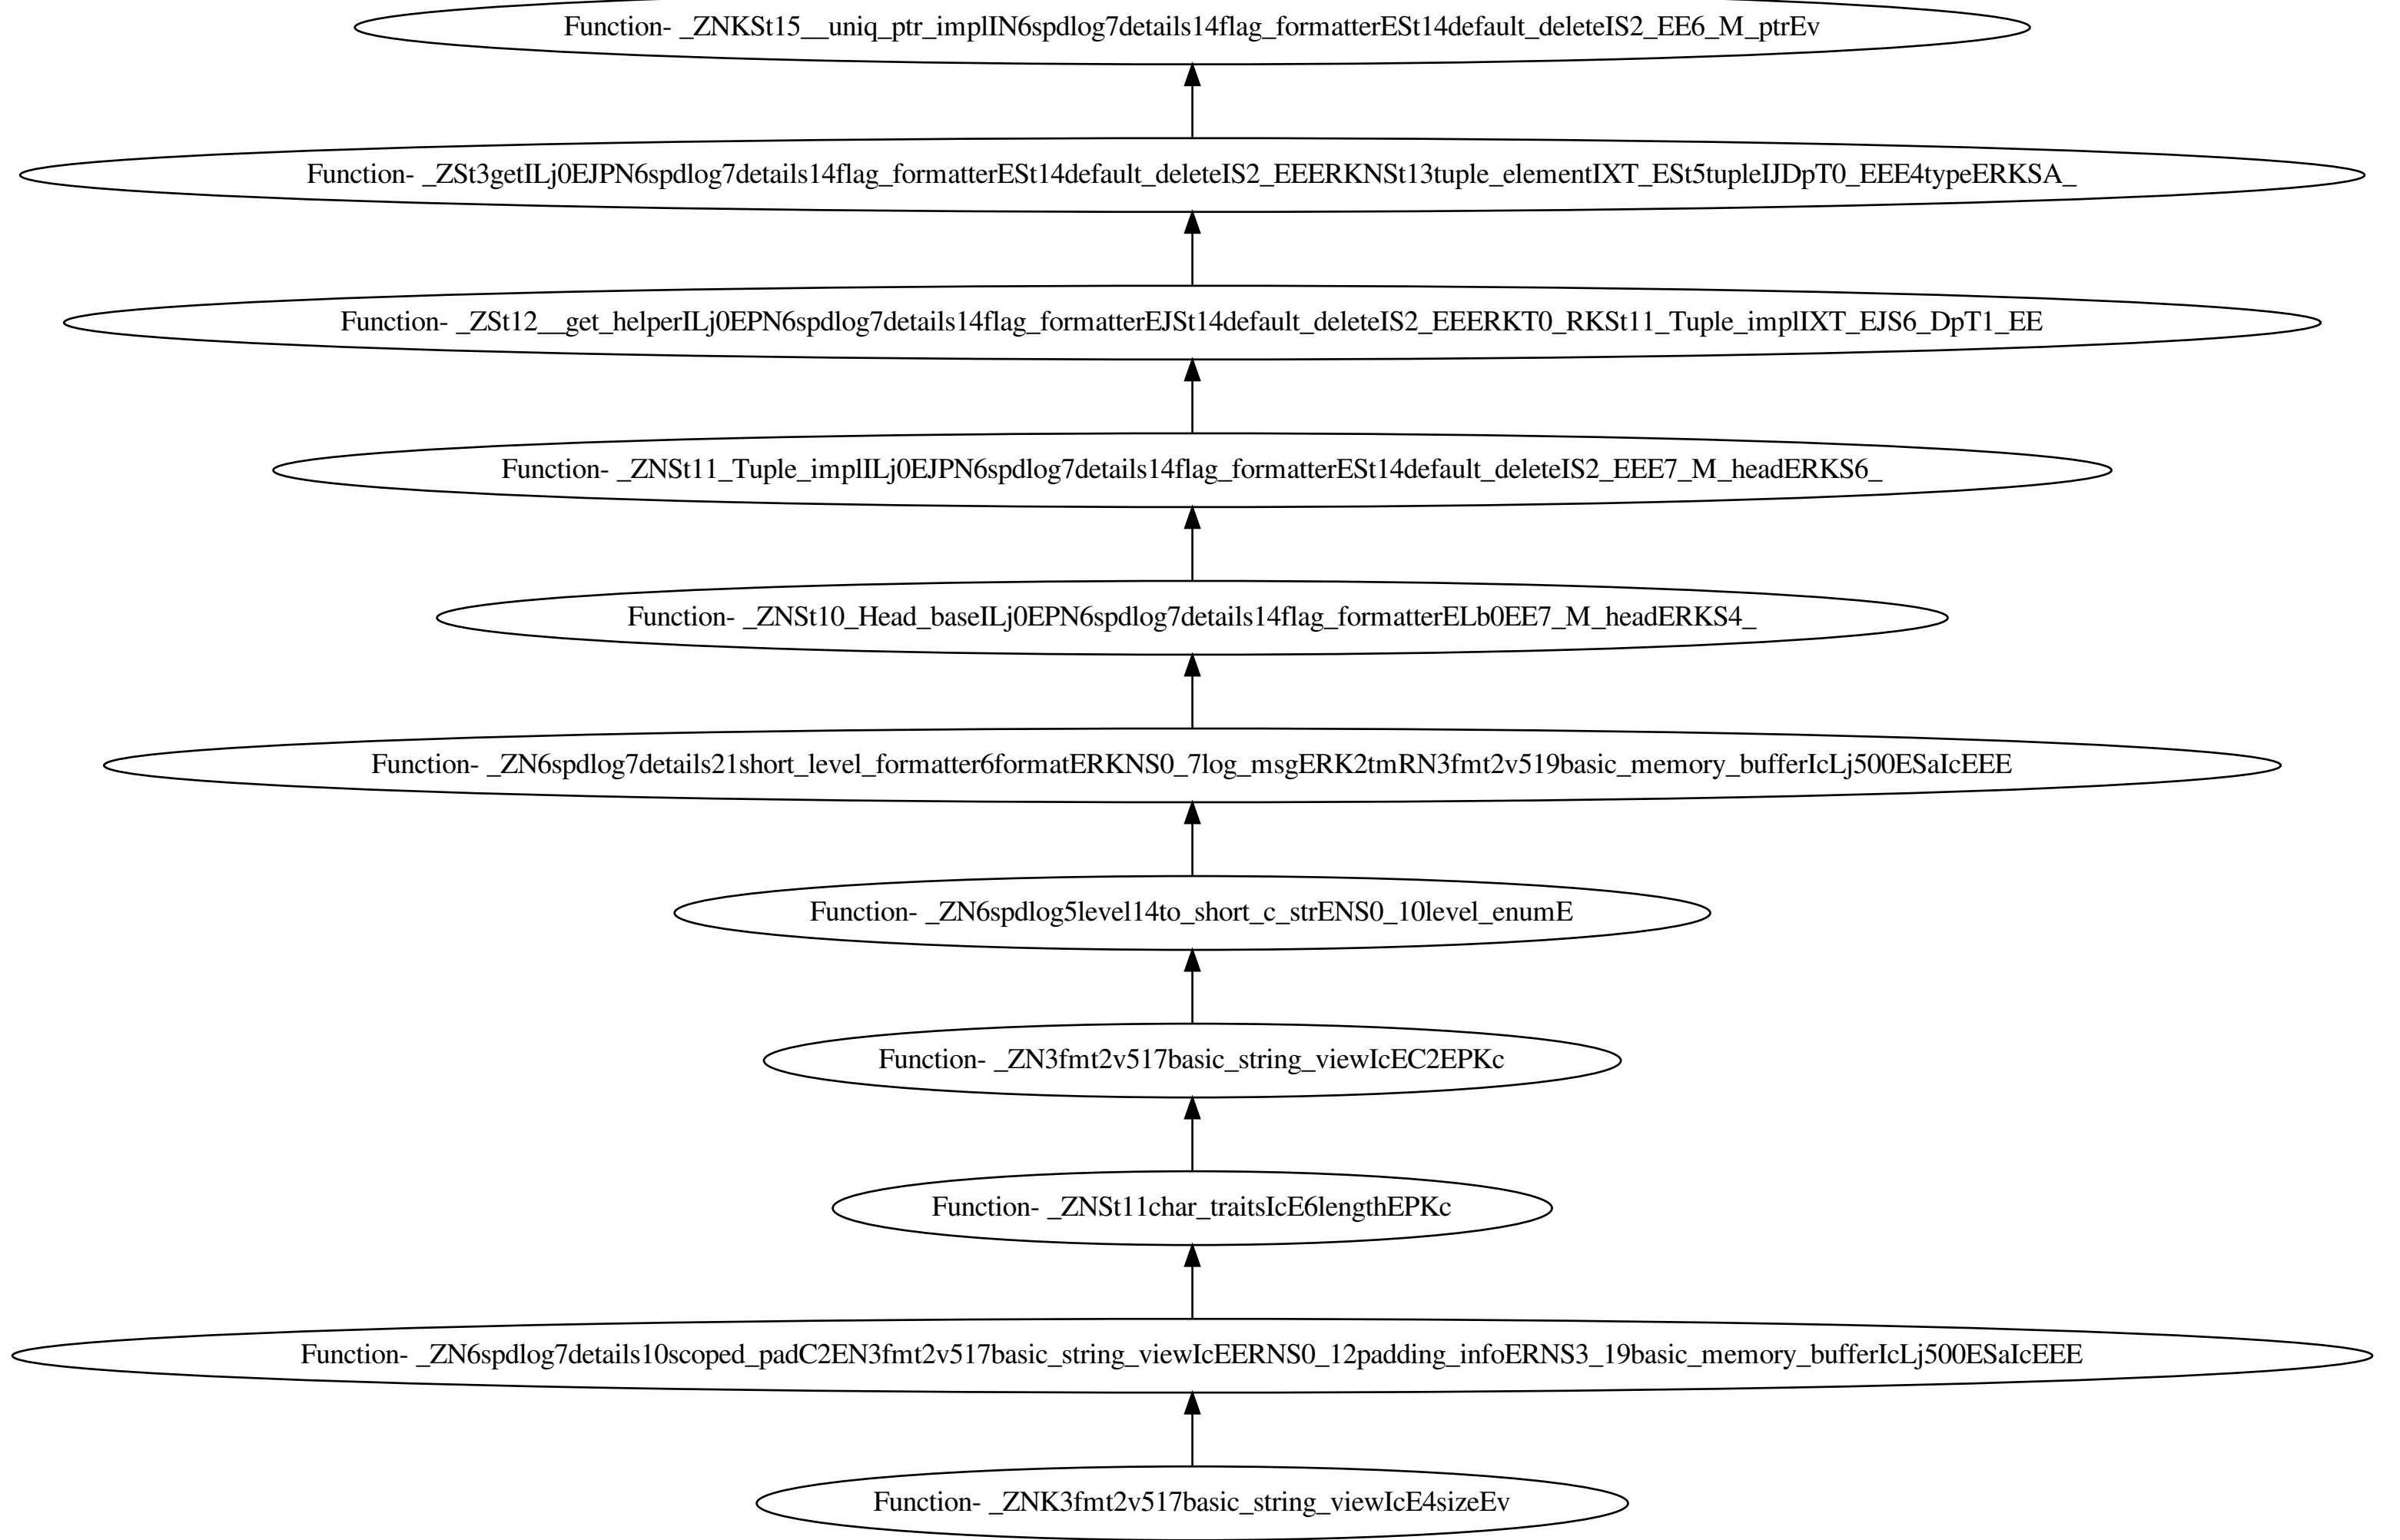 Function- _ZNKSt15__uniq_ptr_implIN6spdlog7details14flag_formatterESt14default_deleteIS2_EE6_M_ptrEv
Function- _ZSt3getILj0EJPN6spdlog7details14flag_formatterESt14default_deleteIS2_EEERKNSt13tuple_elementIXT_ESt5tupleIJDpT0_EEE4typeERKSA_
Function- _ZSt12__get_helperILj0EPN6spdlog7details14flag_formatterEJSt14default_deleteIS2_EEERKT0_RKSt11_Tuple_implIXT_EJS6_DpT1_EE
Function- _ZNSt11_Tuple_implILj0EJPN6spdlog7details14flag_formatterESt14default_deleteIS2_EEE7_M_headERKS6_
Function- _ZNSt10_Head_baseILj0EPN6spdlog7details14flag_formatterELb0EE7_M_headERKS4_
Function- _ZN6spdlog7details21short_level_formatter6formatERKNS0_7log_msgERK2tmRN3fmt2v519basic_memory_bufferIcLj500ESaIcEEE
Function- _ZN6spdlog5level14to_short_c_strENS0_10level_enumE
Function- _ZN3fmt2v517basic_string_viewIcEC2EPKc
Function- _ZNSt11char_traitsIcE6lengthEPKc
Function- _ZN6spdlog7details10scoped_padC2EN3fmt2v517basic_string_viewIcEERNS0_12padding_infoERNS3_19basic_memory_bufferIcLj500ESaIcEEE
Function- _ZNK3fmt2v517basic_string_viewIcE4sizeEv